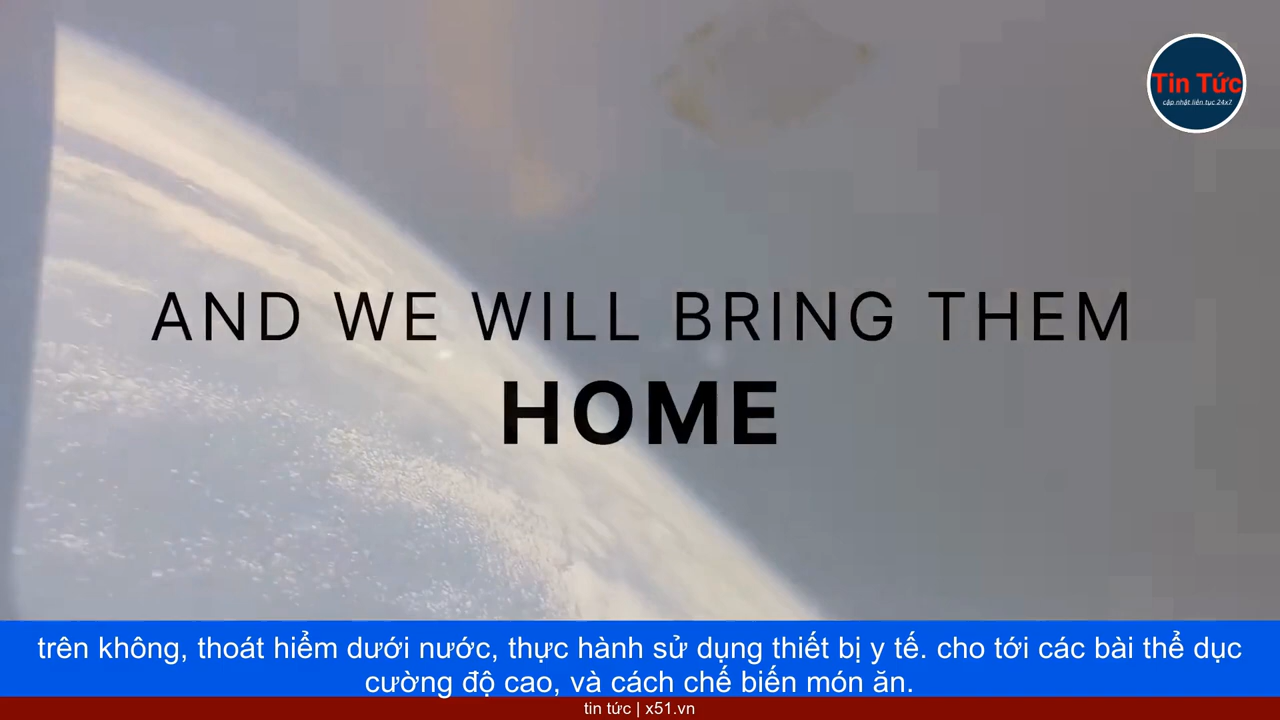 Tin Tức
cập nhật liên tục 24x7
AND WE WILL BRING THEM
HOME
trên không, thoát hiểm dưới nước, thực hành sử dụng thiết bị y tế. cho tới các bài thể dục
cường độ cao, và cách chế biến món ăn.
tin tức | x51.vn